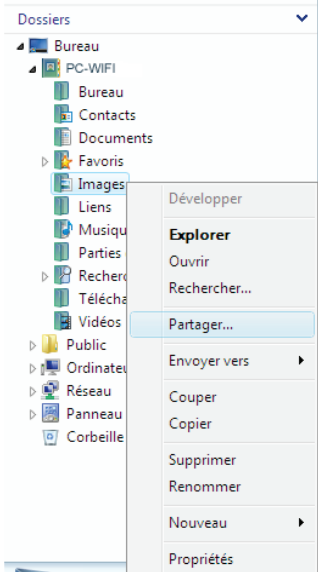 Dossiers
Bureau
PC-WIFI
Bureau
Contacts
Documents
Favoris
Images
Liens
Musiqu
Parties
Recherc
Télécha
Vidéos
Public
Ordinateu
Réseau
Panneau
Corbeille
Développer
Explorer
Ouvrir
Rechercher...
Partager...
Envoyer vers
Couper
Copier
Supprimer
Renommer
Nouveau
Propriétés